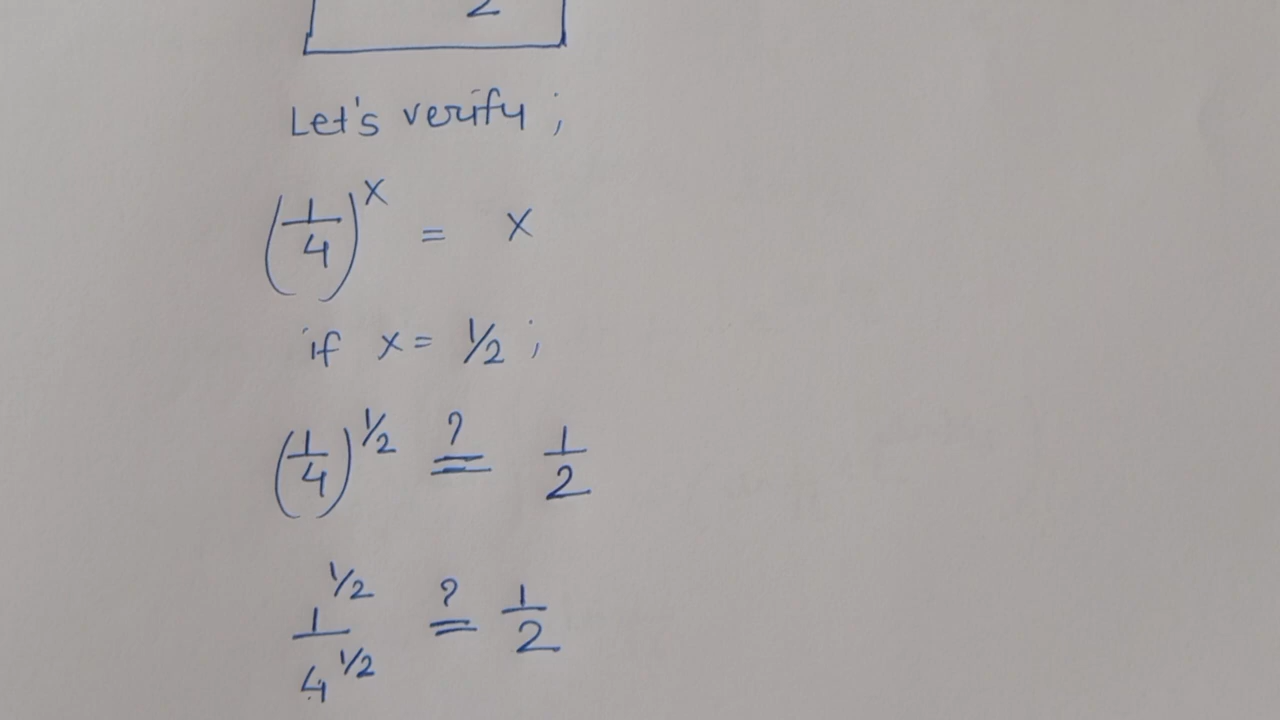 2
Let's verify ;
(1/4)^x = x
if x = 1/2 ;
(1/4)^1/2 ?= 1/2
1^1/2 / 4^1/2 ?= 1/2